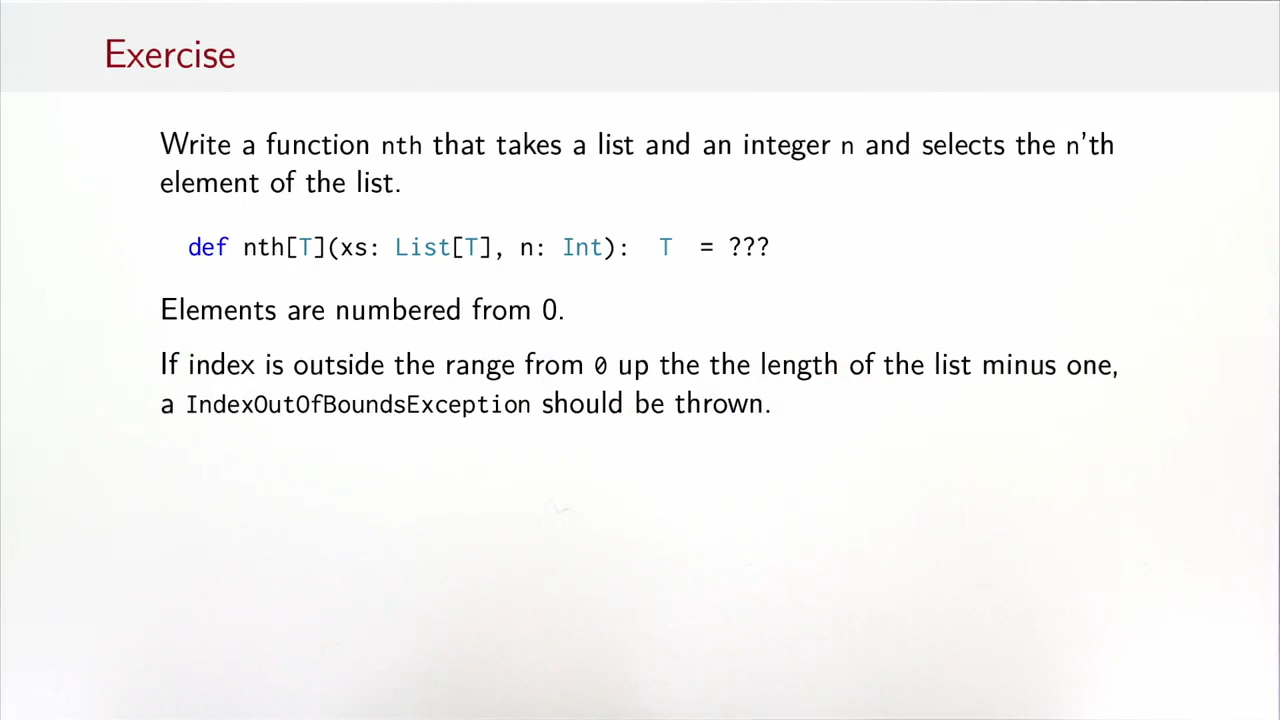 Exercise
Write a function nth that takes a list and an integer n and selects the n'th
element of the list.
def nth[T](xs: List[T], n: Int): T = ???
Elements are numbered from 0.
If index is outside the range from 0 up the the length of the list minus one,
a IndexOutOfBoundsException should be thrown.